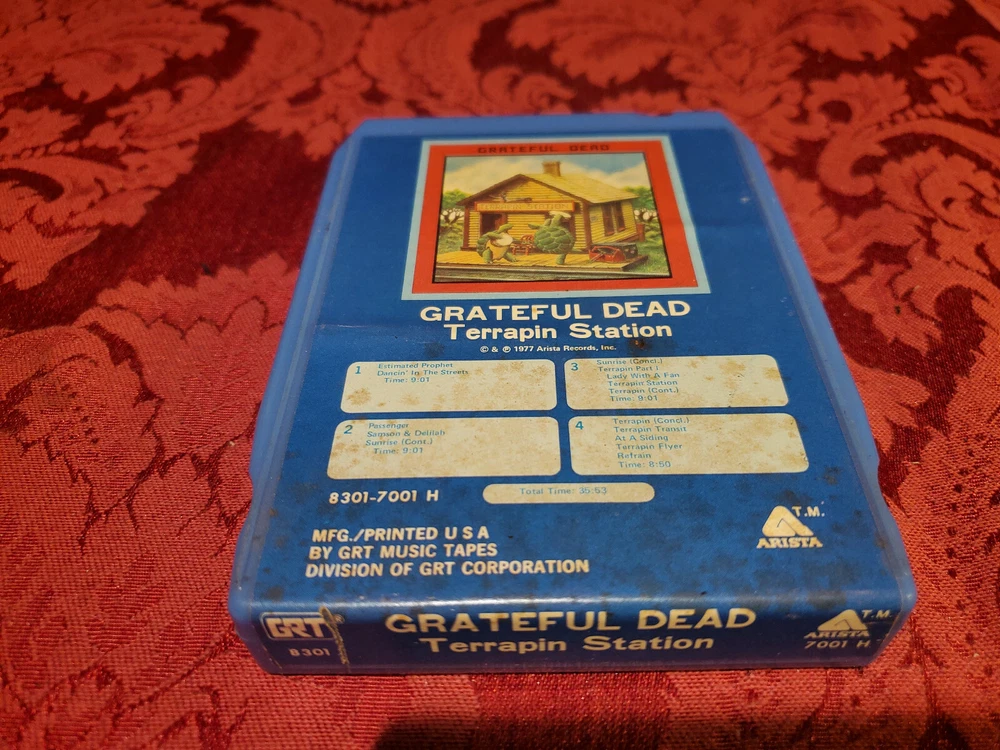 GRATEFUL DEAD
GRATEFUL DEAD
Terrapin Station
© & ℗ 1977 Arista Records, Inc.
1
Estimated Prophet
Dancin' In The Streets
Time: 9:01
2
Passenger
Samson & Delilah
Sunrise (Cont.)
Time: 9:01
3
Sunrise (Concl.)
Terrapin Part I
Lady With A Fan
Terrapin Station
Terrapin (Cont.)
Time: 9:01
4
Terrapin (Concl.)
Terrapin Transit
At A Siding
Terrapin Flyer
Refrain
Time: 8:50
8301-7001 H
Total Time: 35:53
MFG./PRINTED U S A
BY GRT MUSIC TAPES
DIVISION OF GRT CORPORATION
T.M.
ARISTA
GRT®
8301
GRATEFUL DEAD
Terrapin Station
T.M.
ARISTA
7001 H